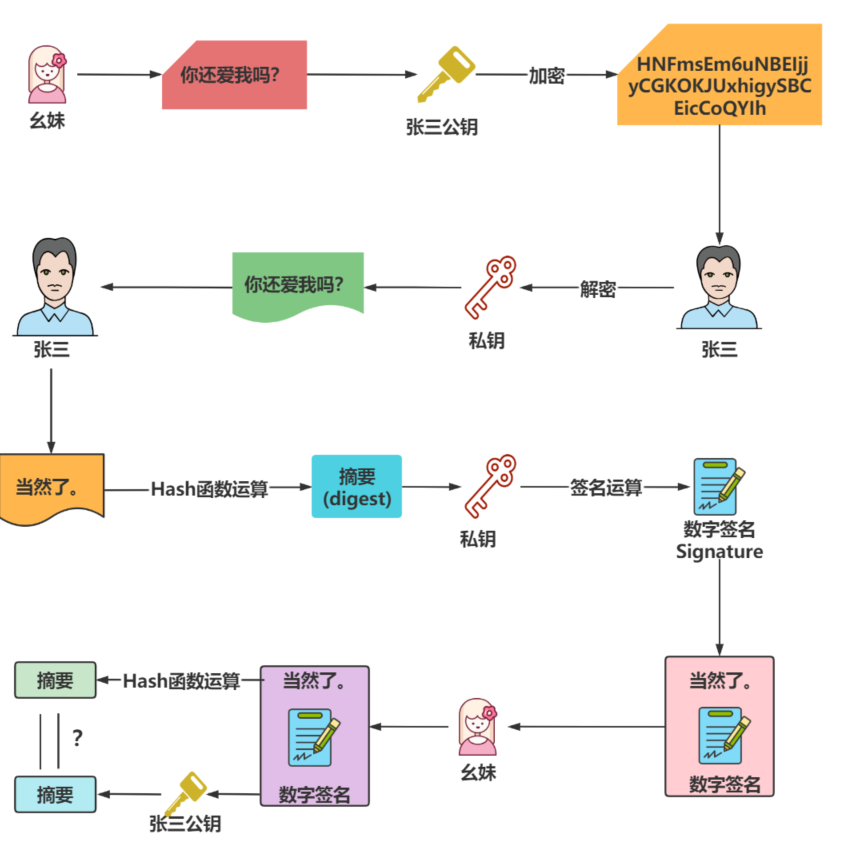 你还爱我吗？
加密
HNFmsEm6uNBEIjj
yCGKOKJUxhigySBC
EicCoQYIh
幺妹
张三公钥
你还爱我吗？
解密
私钥
张三
张三
当然了。
Hash函数运算
摘要
(digest)
签名运算
私钥
数字签名
Signature
摘要
Hash函数运算
当然了。
当然了。
？
幺妹
摘要
数字签名
数字签名
张三公钥